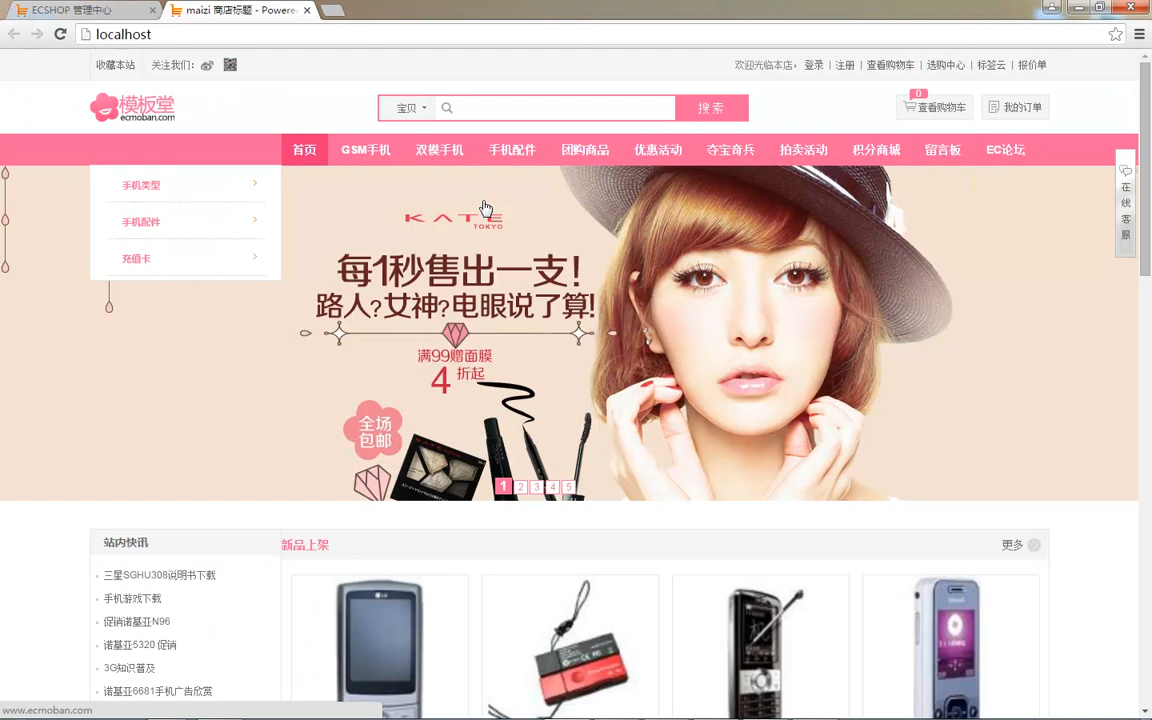 ECSHOP 管理中心
maizi 商店标题 - Powere
localhost
收藏本站 关注我们:
欢迎光临本店, 登录 | 注册 | 查看购物车 | 选购中心 | 标签云 | 报价单
模板堂
ecmoban.com
宝贝
搜 索
0
查看购物车
我的订单
首页 GSM手机 双模手机 手机配件 团购商品 优惠活动 夺宝奇兵 拍卖活动 积分商城 留言板 EC论坛
手机类型
手机配件
充值卡
在线客服
KATE
TOKYO
每1秒售出一支!
路人?女神?电眼说了算!
满99赠面膜
4 折起
全场
包邮
1 2 3 4 5
站内快讯
新品上架
更多
三星SGHU308说明书下载
手机游戏下载
促销诺基亚N96
诺基亚5320 促销
3G知识普及
诺基亚6681手机广告欣赏
LG
www.ecmoban.com